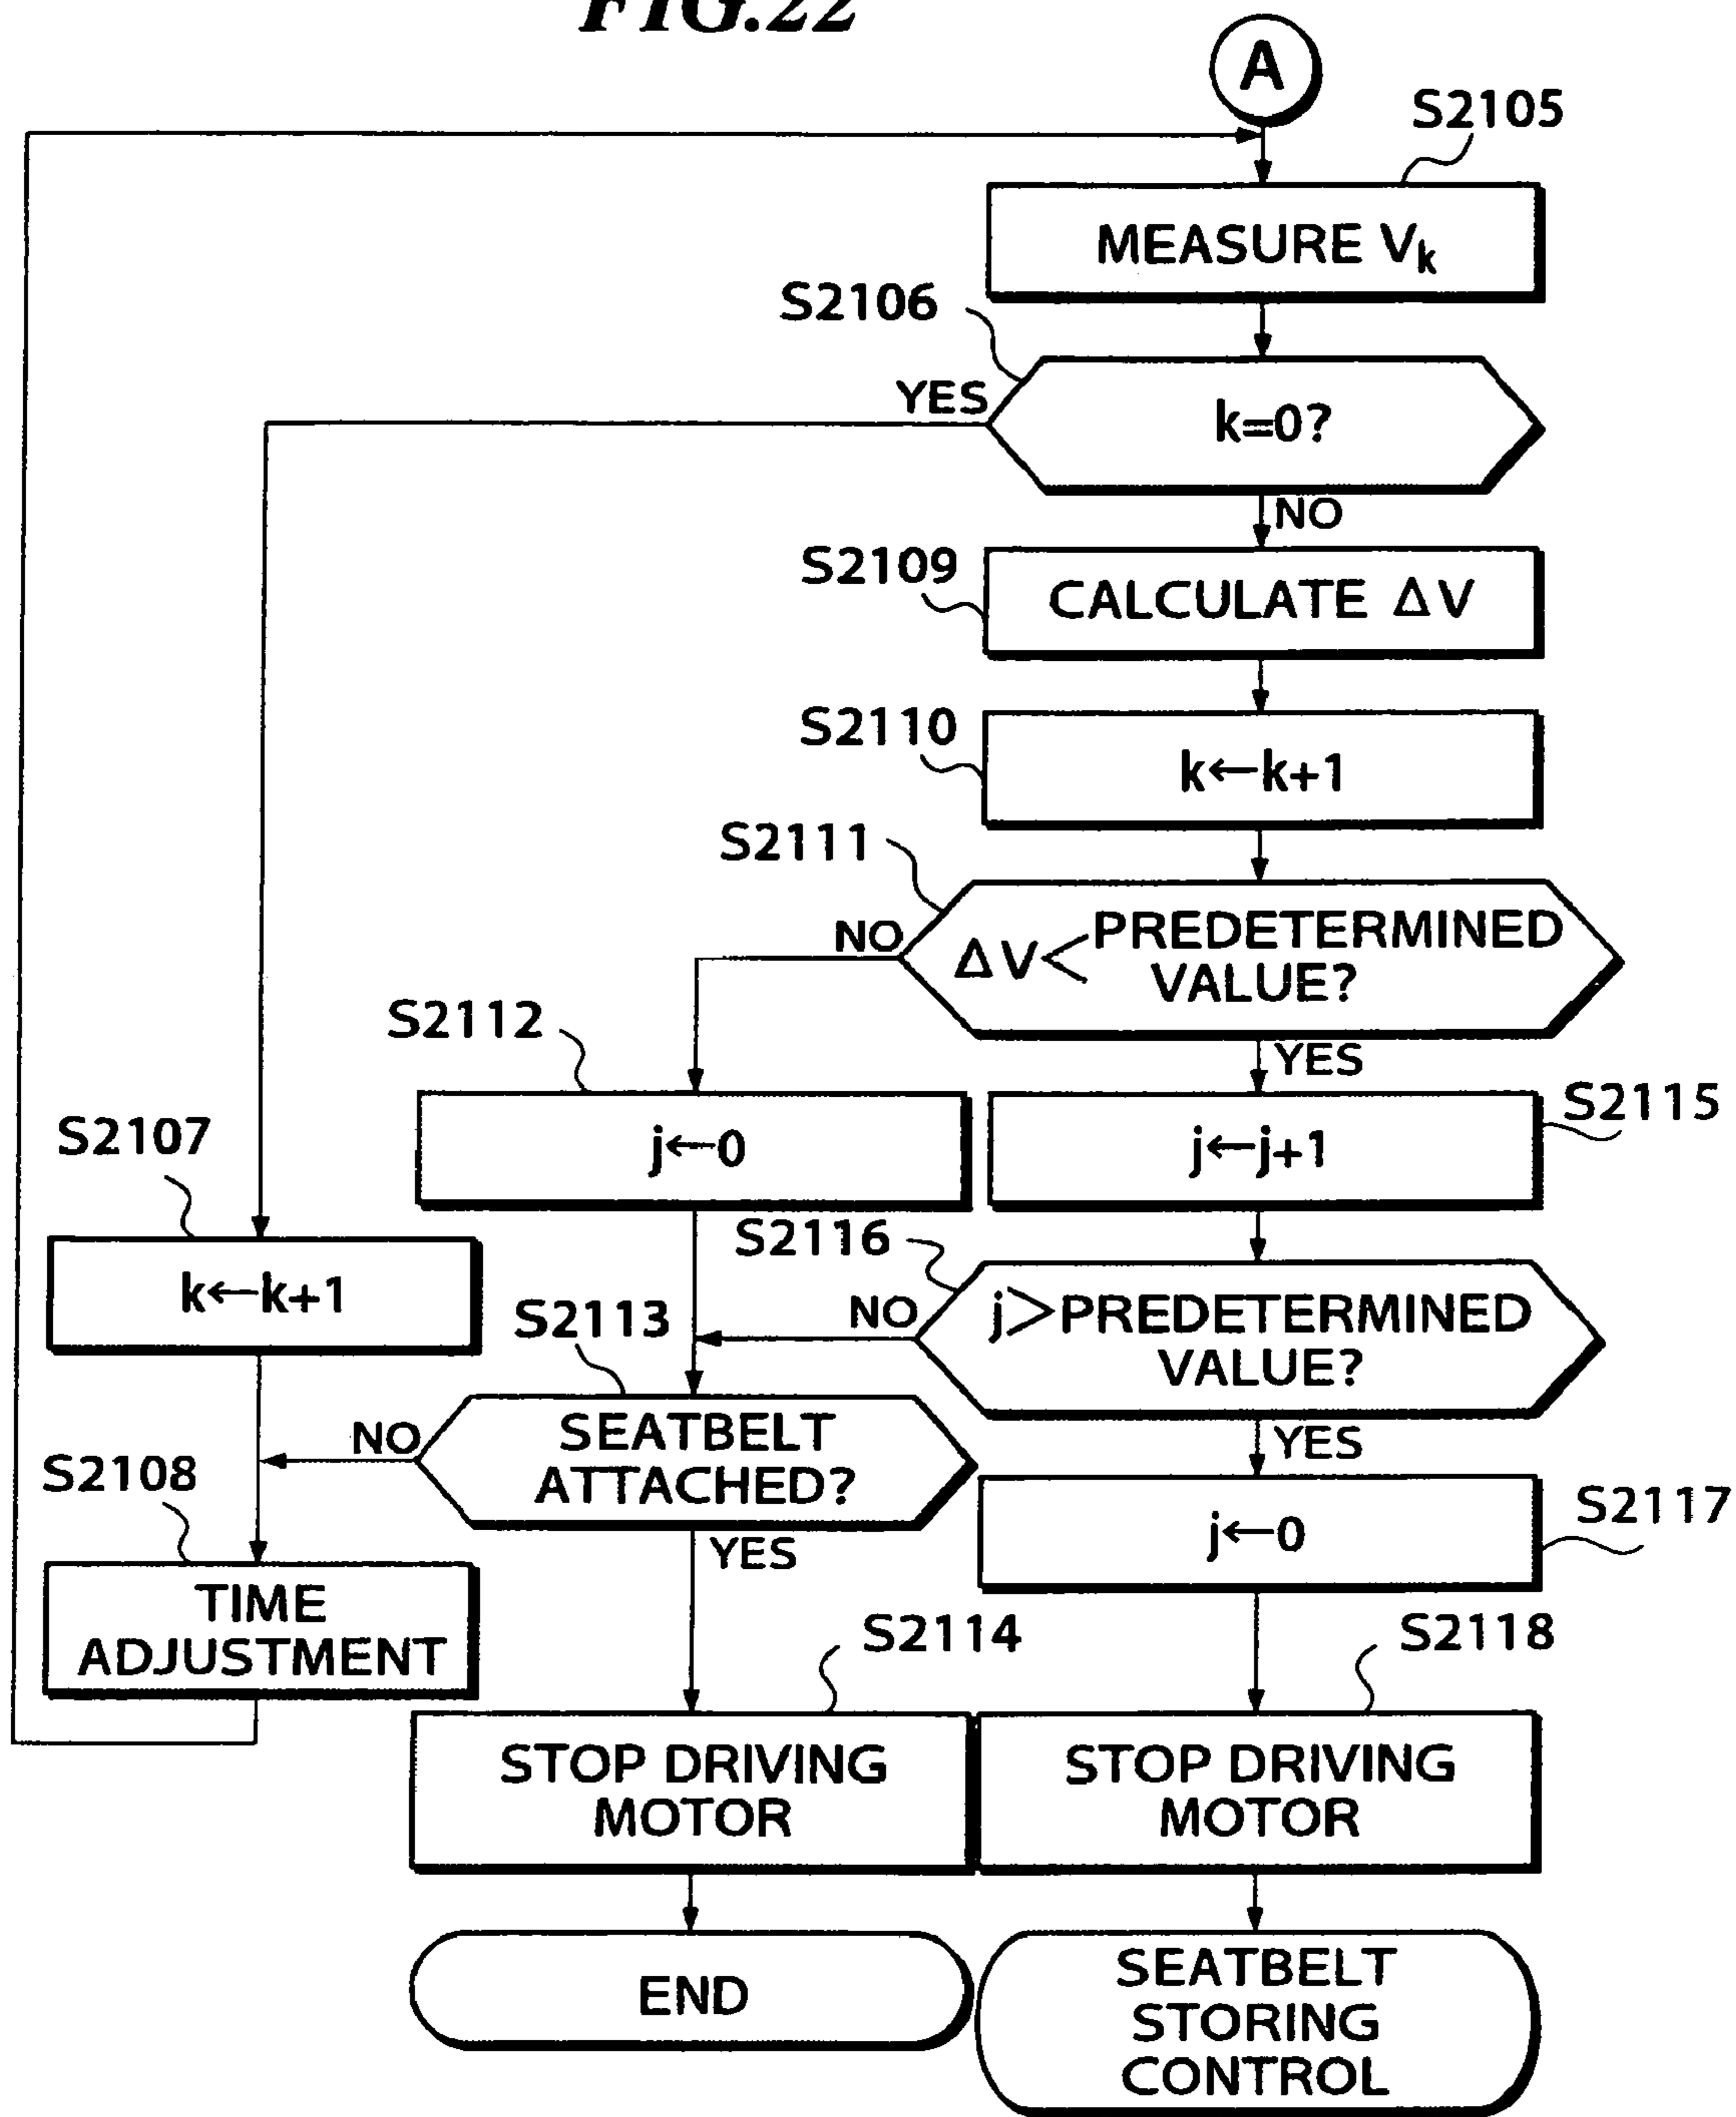 FIG.22
A
S2105
MEASURE Vk
S2106
YES
k=0?
NO
S2109
CALCULATE ΔV
S2110
k←k+1
S2111
NO
ΔV<PREDETERMINED
VALUE?
YES
S2112
j←0
S2115
j←j+1
S2107
k←k+1
S2116
NO
j>PREDETERMINED
VALUE?
YES
S2113
NO
SEATBELT
ATTACHED?
YES
S2108
TIME
ADJUSTMENT
S2117
j←0
S2114
STOP DRIVING
MOTOR
S2118
STOP DRIVING
MOTOR
END
SEATBELT
STORING
CONTROL